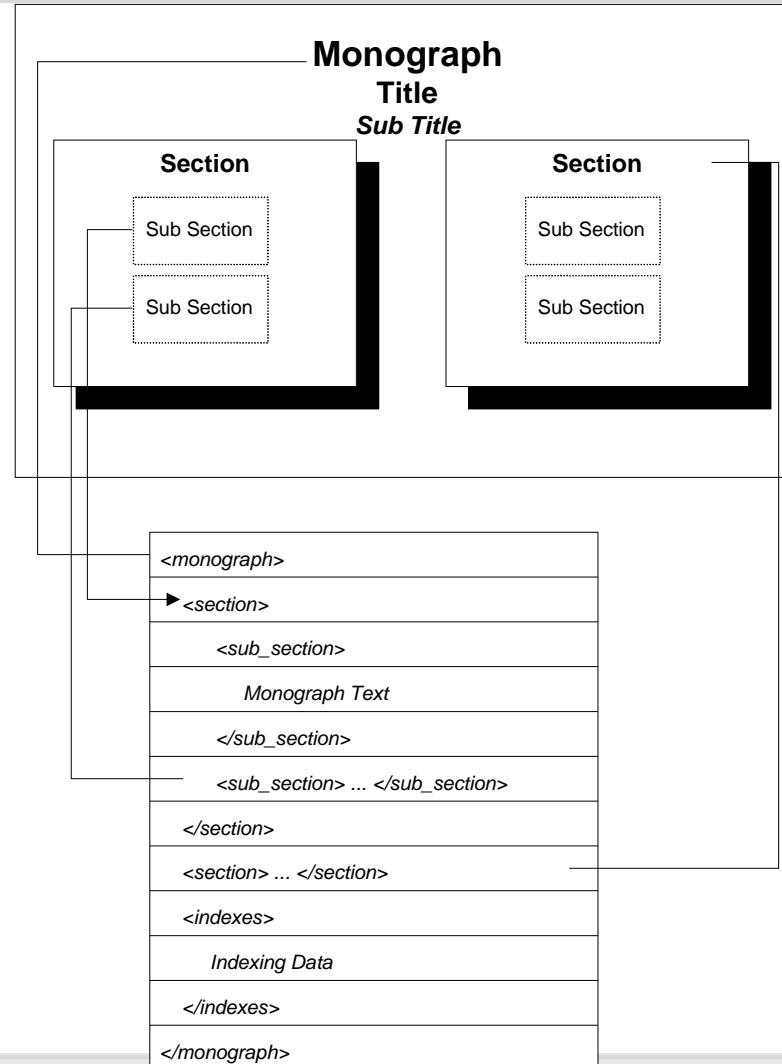 Monograph
Title
Sub Title
Section
Sub Section
Sub Section
Section
Sub Section
Sub Section
<monograph>
<section>
<sub_section>
Monograph Text
</sub_section>
<sub_section> ... </sub_section>
</section>
<section> ... </section>
<indexes>
Indexing Data
</indexes>
</monograph>